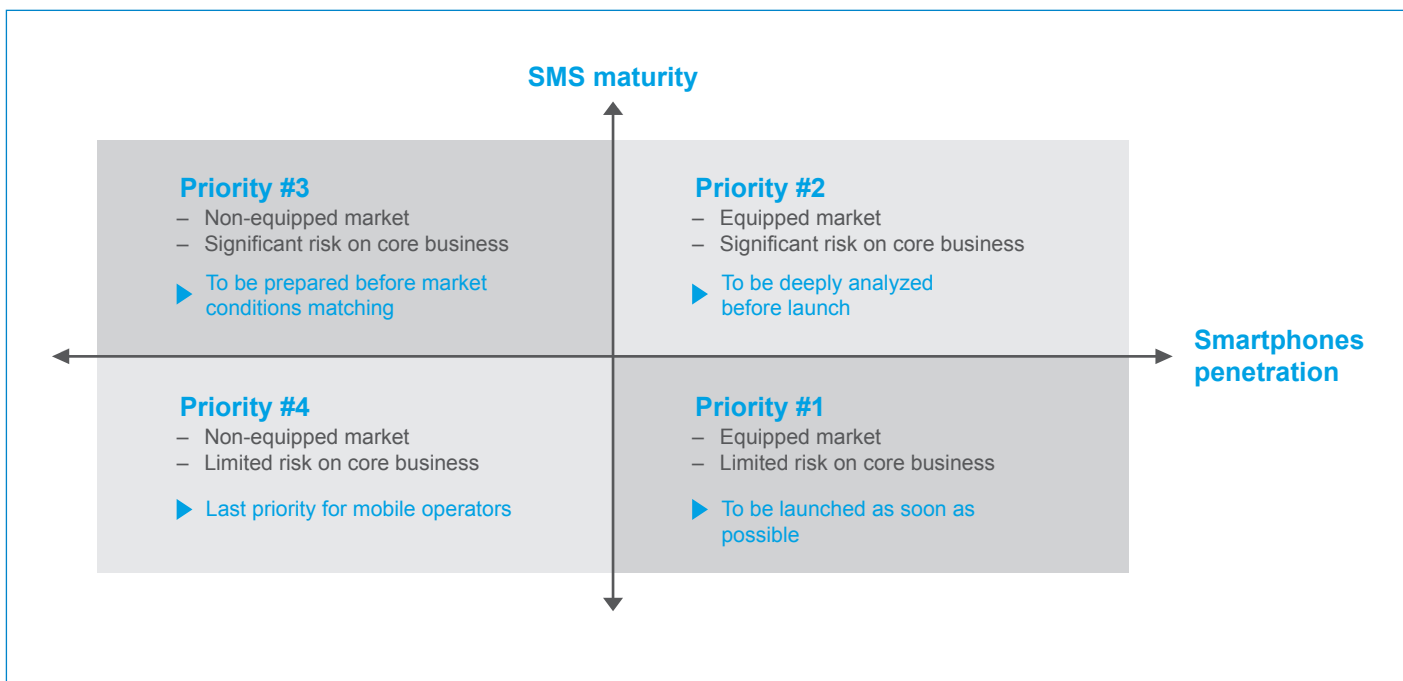 SMS maturity
Priority #3
– Non-equipped market
– Significant risk on core business
To be prepared before market
conditions matching
Priority #2
– Equipped market
– Significant risk on core business
To be deeply analyzed
before launch
Smartphones
penetration
Priority #4
– Non-equipped market
– Limited risk on core business
Last priority for mobile operators
Priority #1
– Equipped market
– Limited risk on core business
To be launched as soon as
possible